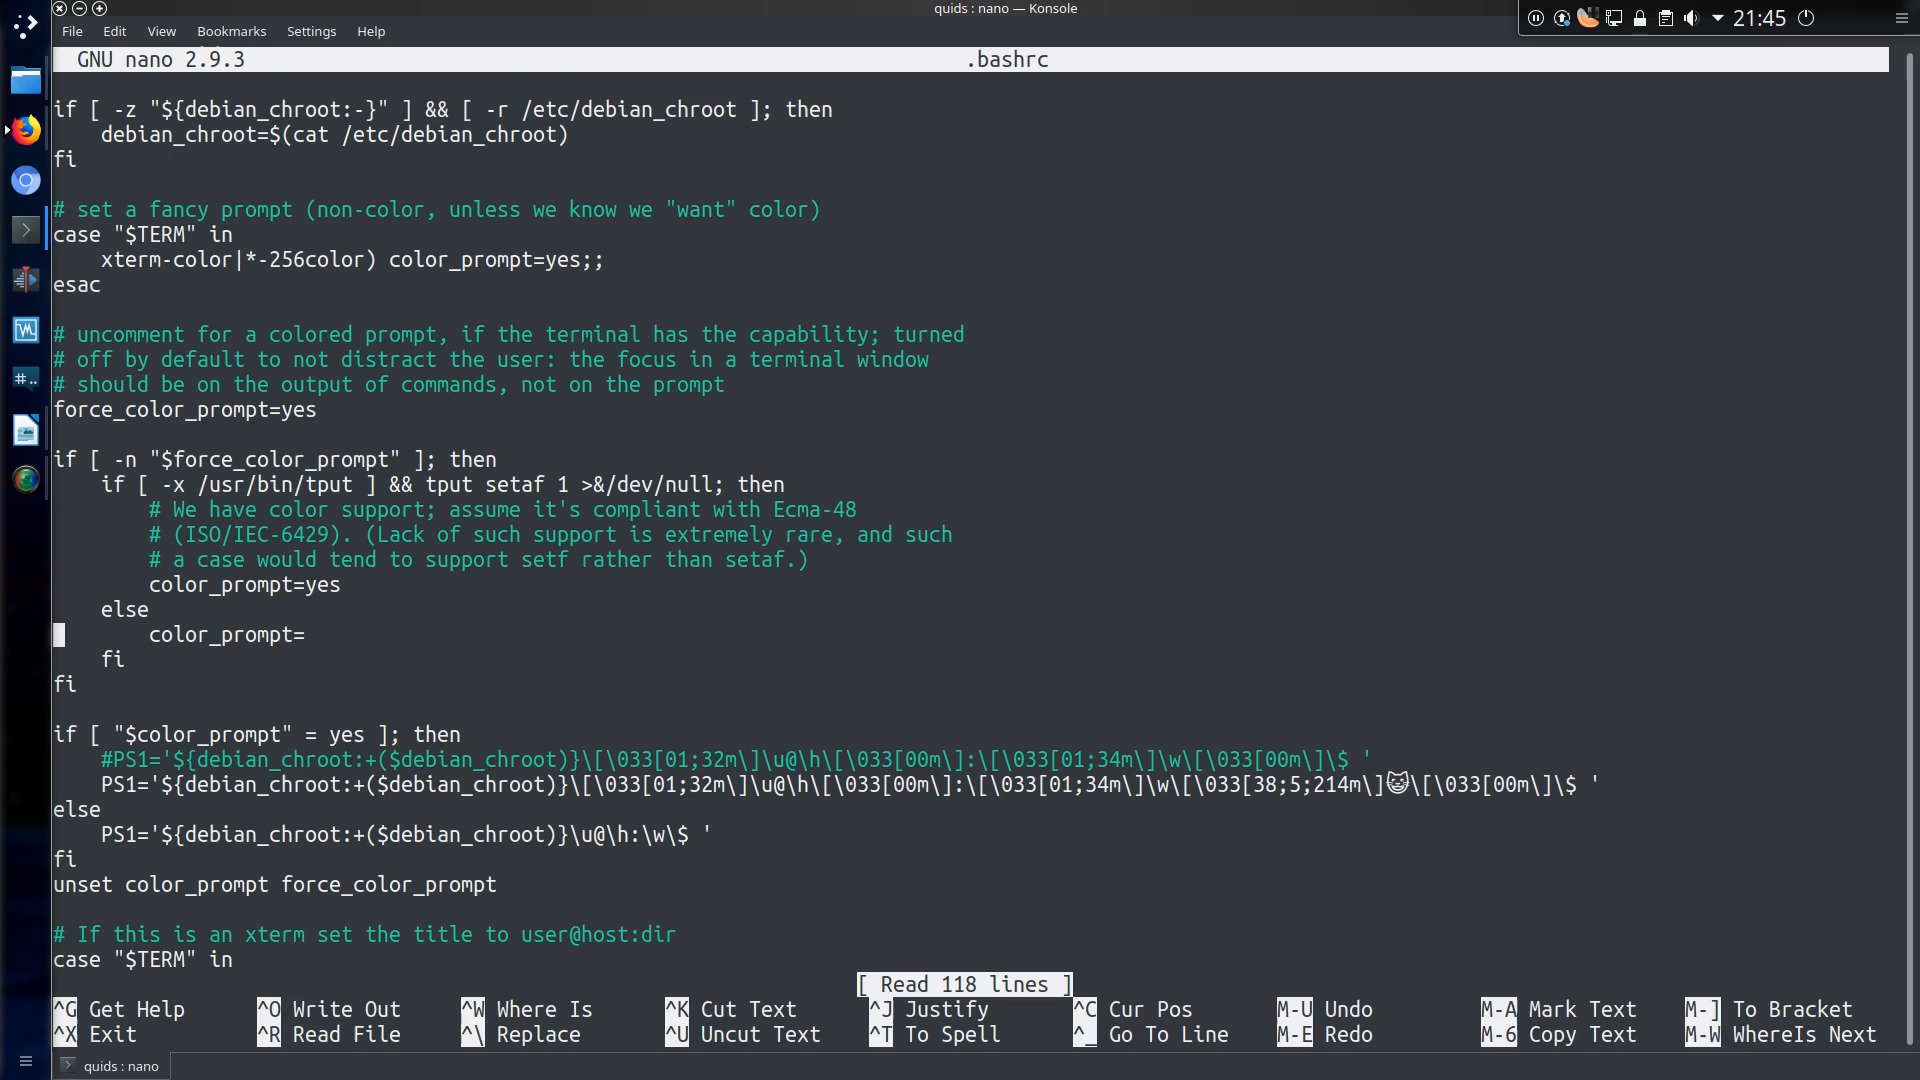 quids : nano — Konsole
21:45
File Edit View Bookmarks Settings Help
GNU nano 2.9.3 .bashrc
if [ -z "${debian_chroot:-}" ] && [ -r /etc/debian_chroot ]; then
    debian_chroot=$(cat /etc/debian_chroot)
fi
# set a fancy prompt (non-color, unless we know we "want" color)
case "$TERM" in
    xterm-color|*-256color) color_prompt=yes;;
esac
# uncomment for a colored prompt, if the terminal has the capability; turned
# off by default to not distract the user: the focus in a terminal window
# should be on the output of commands, not on the prompt
force_color_prompt=yes
if [ -n "$force_color_prompt" ]; then
    if [ -x /usr/bin/tput ] && tput setaf 1 >&/dev/null; then
        # We have color support; assume it's compliant with Ecma-48
        # (ISO/IEC-6429). (Lack of such support is extremely rare, and such
        # a case would tend to support setf rather than setaf.)
        color_prompt=yes
    else
        color_prompt=
    fi
fi
if [ "$color_prompt" = yes ]; then
    #PS1='${debian_chroot:+($debian_chroot)}\[\033[01;32m\]\u@\h\[\033[00m\]:\[\033[01;34m\]\w\[\033[00m\]\$ '
    PS1='${debian_chroot:+($debian_chroot)}\[\033[01;32m\]\u@\h\[\033[00m\]:\[\033[01;34m\]\w\[\033[38;5;214m\]😺\[\033[00m\]\$ '
else
    PS1='${debian_chroot:+($debian_chroot)}\u@\h:\w\$ '
fi
unset color_prompt force_color_prompt
# If this is an xterm set the title to user@host:dir
case "$TERM" in
[ Read 118 lines ]
^G Get Help ^O Write Out ^W Where Is ^K Cut Text ^J Justify ^C Cur Pos M-U Undo M-A Mark Text M-] To Bracket
^X Exit ^R Read File ^\ Replace ^U Uncut Text ^T To Spell ^_ Go To Line M-E Redo M-6 Copy Text M-W WhereIs Next
quids : nano